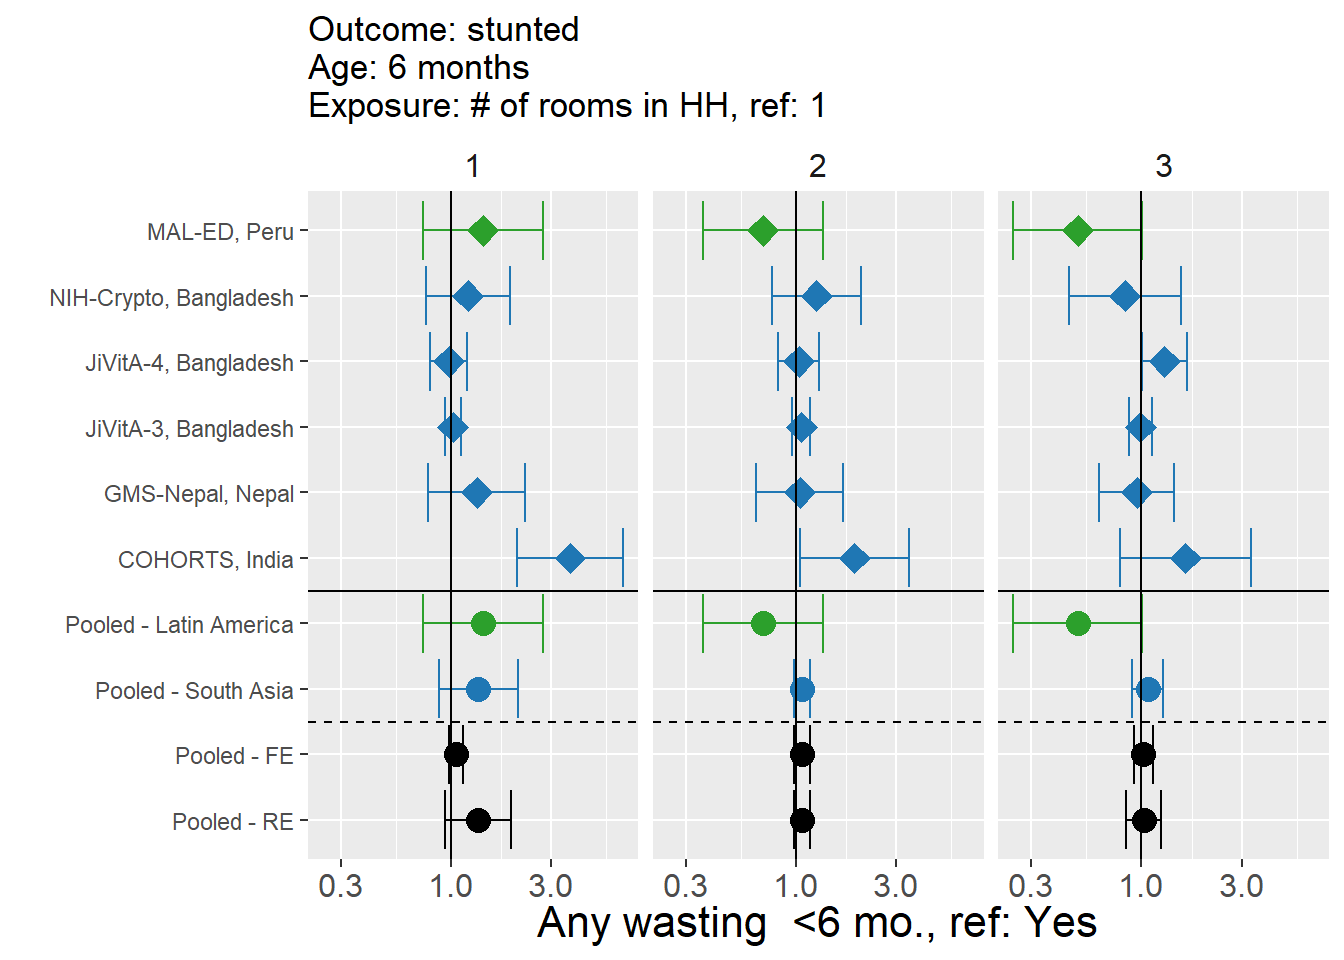 Outcome: stunted
Age: 6 months
Exposure: # of rooms in HH, ref: 1
1 2 3
MAL-ED, Peru
NIH-Crypto, Bangladesh
JiVitA-4, Bangladesh
JiVitA-3, Bangladesh
GMS-Nepal, Nepal
COHORTS, India
Pooled - Latin America
Pooled - South Asia
Pooled - FE
Pooled - RE
0.3 1.0 3.0 0.3 1.0 3.0 0.3 1.0 3.0
Any wasting  <6 mo., ref: Yes